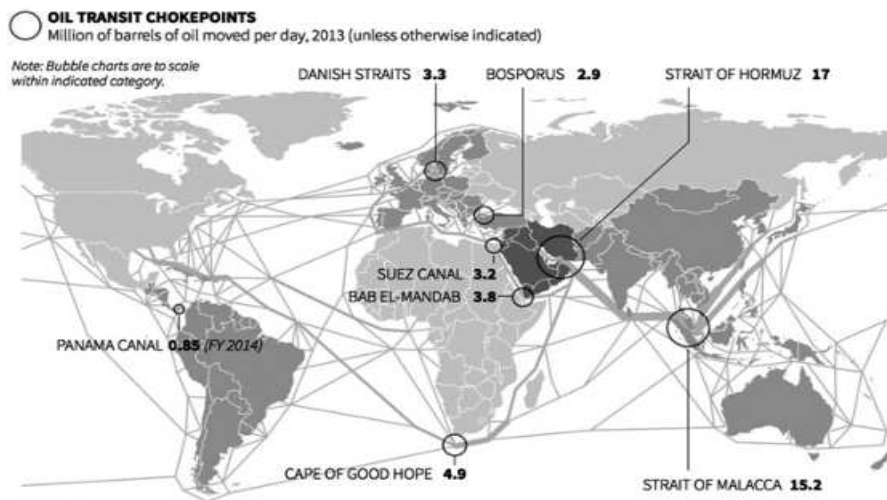 OIL TRANSIT CHOKEPOINTS
Million of barrels of oil moved per day, 2013 (unless otherwise indicated)
Note: Bubble charts are to scale
within indicated category.
DANISH STRAITS 3.3
BOSPORUS 2.9
STRAIT OF HORMUZ 17
SUEZ CANAL 3.2
BAB EL-MANDAB 3.8
PANAMA CANAL 0.85 (FY 2014)
CAPE OF GOOD HOPE 4.9
STRAIT OF MALACCA 15.2